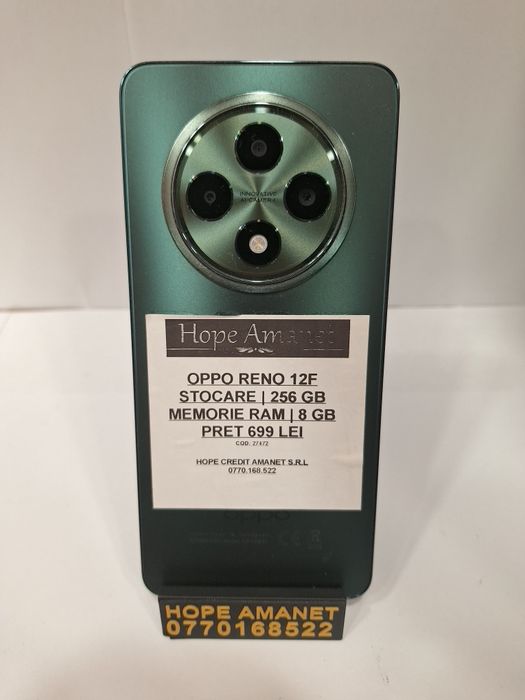 INNOVATIVE
AI CAMERA
Hope Amanet
OPPO RENO 12F
STOCARE | 256 GB
MEMORIE RAM | 8 GB
PRET 699 LEI
COD. 27472
HOPE CREDIT AMANET S.R.L
0770.168.522
oppo
CE
HOPE AMANET
0770168522